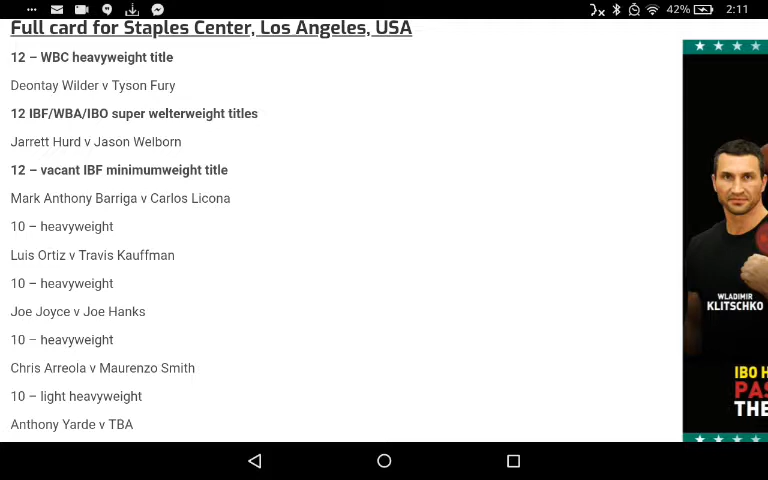 42% 2:11
Full card for Staples Center, Los Angeles, USA
12 – WBC heavyweight title
Deontay Wilder v Tyson Fury
12 IBF/WBA/IBO super welterweight titles
Jarrett Hurd v Jason Welborn
12 – vacant IBF minimumweight title
Mark Anthony Barriga v Carlos Licona
10 – heavyweight
Luis Ortiz v Travis Kauffman
10 – heavyweight
Joe Joyce v Joe Hanks
10 – heavyweight
Chris Arreola v Maurenzo Smith
10 – light heavyweight
Anthony Yarde v TBA
WLADIMIR
KLITSCHKO
IBO H
PAS
THE